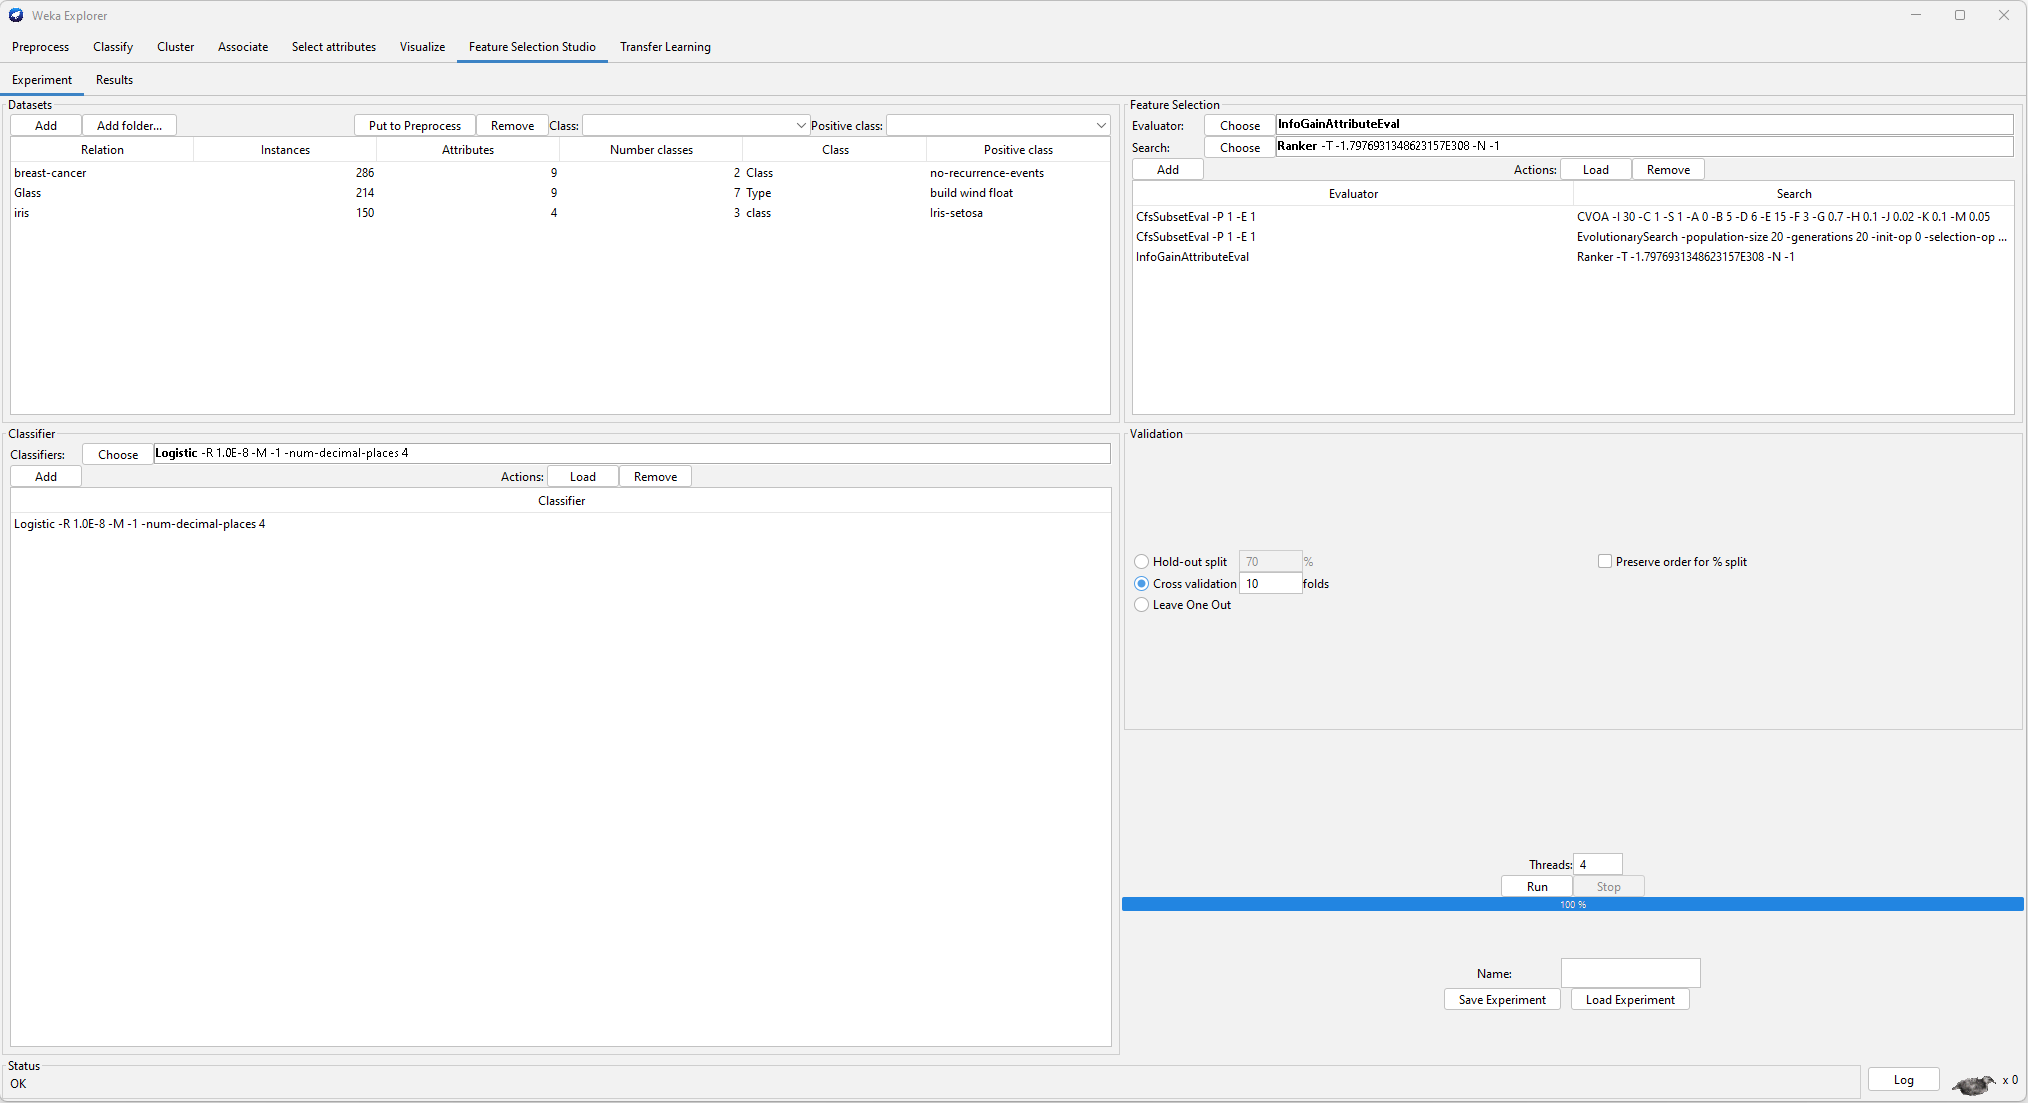 Weka Explorer
Preprocess Classify Cluster Associate Select attributes Visualize Feature Selection Studio Transfer Learning
Experiment Results
Datasets
Add Add folder... Put to Preprocess Remove Class: Positive class:
Relation Instances Attributes Number classes Class Positive class
breast-cancer 286 9 2 Class no-recurrence-events
Glass 214 9 7 Type build wind float
iris 150 4 3 class Iris-setosa
Feature Selection
Evaluator: Choose InfoGainAttributeEval
Search: Choose Ranker -T -1.7976931348623157E308 -N -1
Add Actions: Load Remove
Evaluator Search
CfsSubsetEval -P 1 -E 1 CVOA -I 30 -C 1 -S 1 -A 0 -B 5 -D 6 -E 15 -F 3 -G 0.7 -H 0.1 -J 0.02 -K 0.1 -M 0.05
CfsSubsetEval -P 1 -E 1 EvolutionarySearch -population-size 20 -generations 20 -init-op 0 -selection-op ...
InfoGainAttributeEval Ranker -T -1.7976931348623157E308 -N -1
Classifier
Classifiers: Choose Logistic -R 1.0E-8 -M -1 -num-decimal-places 4
Add Actions: Load Remove
Classifier
Logistic -R 1.0E-8 -M -1 -num-decimal-places 4
Validation
Hold-out split 70 % Preserve order for % split
Cross validation 10 folds
Leave One Out
Threads: 4
Run Stop
100 %
Name:
Save Experiment Load Experiment
Status
OK
Log x 0